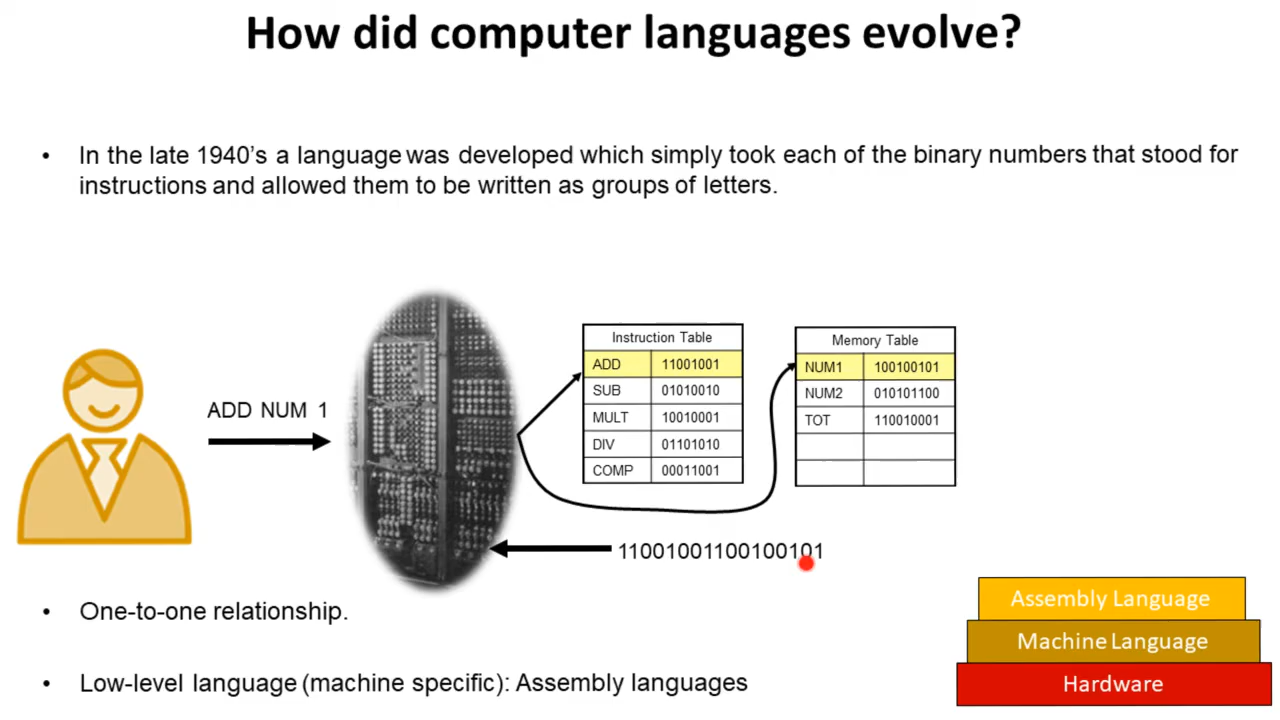 How did computer languages evolve?
• In the late 1940’s a language was developed which simply took each of the binary numbers that stood for
instructions and allowed them to be written as groups of letters.
ADD NUM 1
Instruction Table
ADD 11001001
SUB 01010010
MULT 10010001
DIV 01101010
COMP 00011001
Memory Table
NUM1 100100101
NUM2 010101100
TOT 110010001
11001001100100101
• One-to-one relationship.
• Low-level language (machine specific): Assembly languages
Assembly Language
Machine Language
Hardware